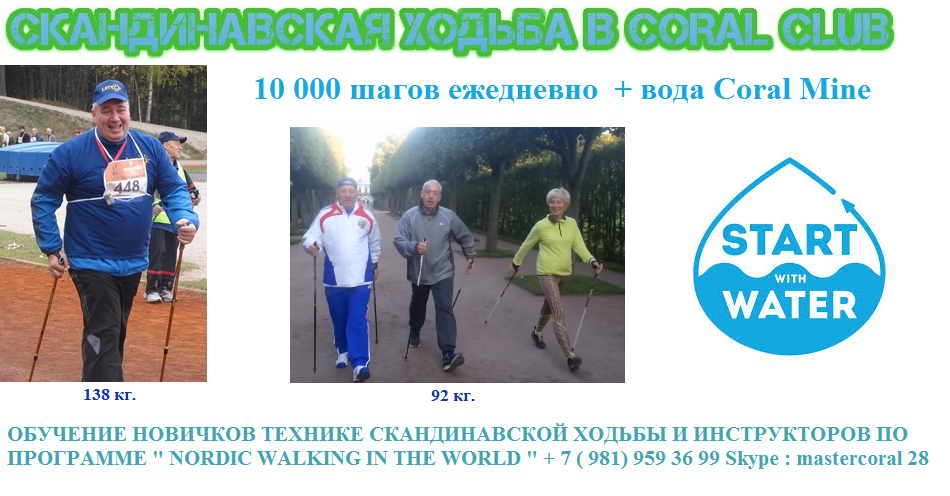 СКАНДИНАВСКАЯ ХОДЬБА В CORAL CLUB
10 000 шагов ежедневно + вода Coral Mine
448
START
WITH
WATER
138 кг.
92 кг.
ОБУЧЕНИЕ НОВИЧКОВ ТЕХНИКЕ СКАНДИНАВСКОЙ ХОДЬБЫ И ИНСТРУКТОРОВ ПО
ПРОГРАММЕ " NORDIC WALKING IN THE WORLD " + 7 ( 981) 959 36 99 Skype : mastercoral 28